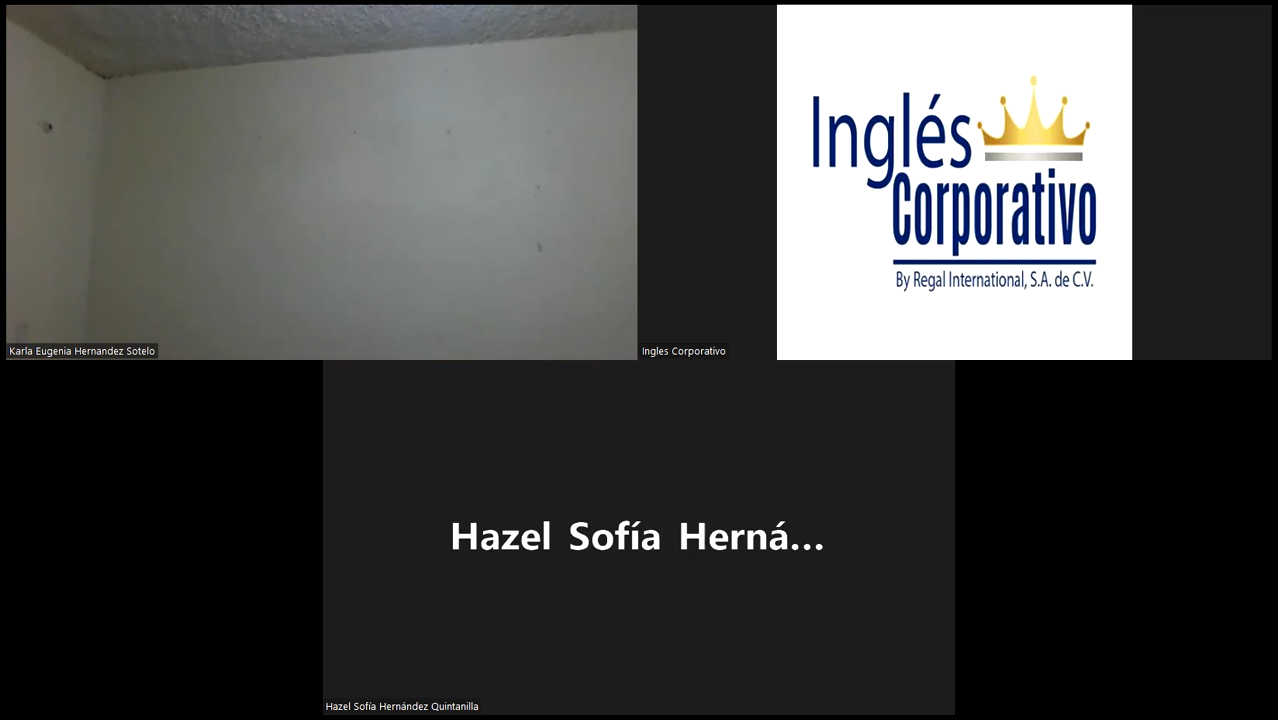 Inglés
Corporativo
By Regal International, S.A. de C.V.
Karla Eugenia Hernandez Sotelo
Ingles Corporativo
Hazel Sofía Herná...
Hazel Sofía Hernández Quintanilla